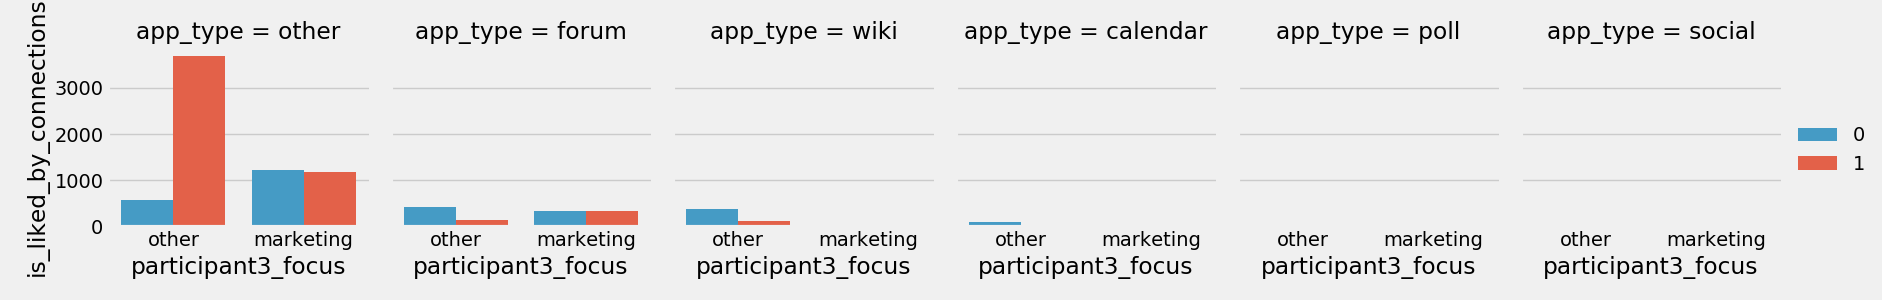 app_type = other
app_type = forum
app_type = wiki
app_type = calendar
app_type = poll
app_type = social
is_liked_by_connections
3000
2000
1000
0
other marketing
other marketing
other marketing
other marketing
other marketing
other marketing
participant3_focus
participant3_focus
participant3_focus
participant3_focus
participant3_focus
participant3_focus
0
1